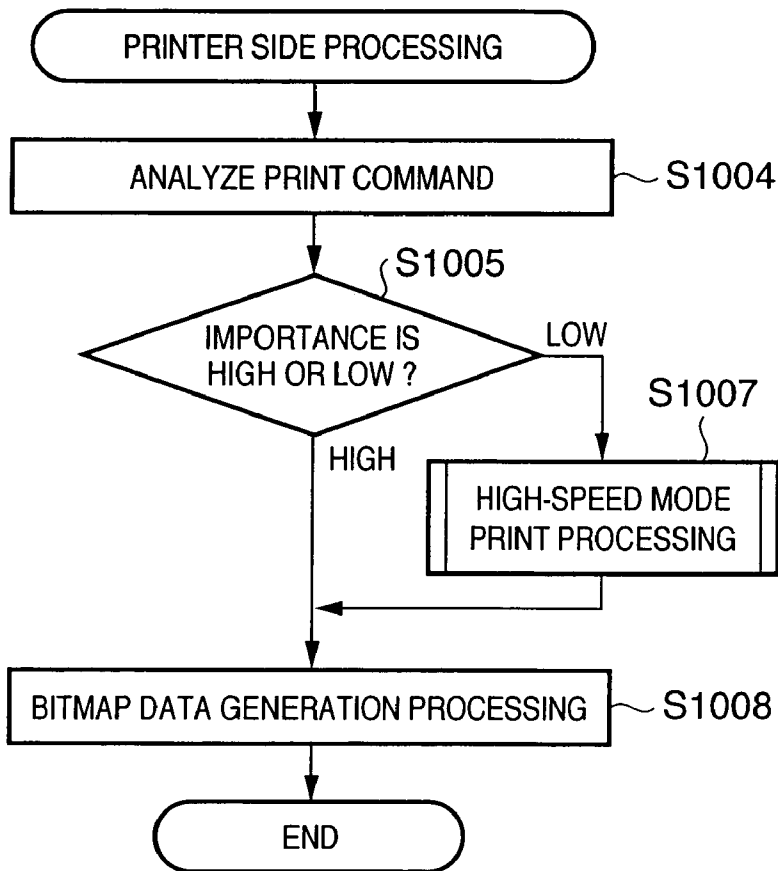 PRINTER SIDE PROCESSING
ANALYZE PRINT COMMAND
S1004
S1005
IMPORTANCE IS
HIGH OR LOW ?
LOW
HIGH
S1007
HIGH-SPEED MODE
PRINT PROCESSING
BITMAP DATA GENERATION PROCESSING
S1008
END